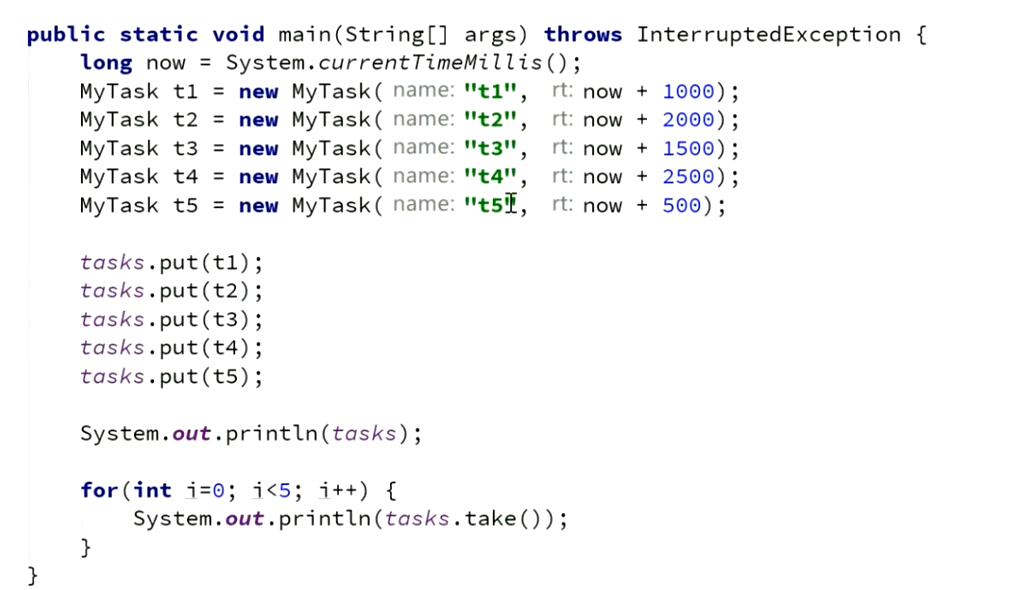 public static void main(String[] args) throws InterruptedException {
    long now = System.currentTimeMillis();
    MyTask t1 = new MyTask( name: "t1",  rt: now + 1000);
    MyTask t2 = new MyTask( name: "t2",  rt: now + 2000);
    MyTask t3 = new MyTask( name: "t3",  rt: now + 1500);
    MyTask t4 = new MyTask( name: "t4",  rt: now + 2500);
    MyTask t5 = new MyTask( name: "t5",  rt: now + 500);
    tasks.put(t1);
    tasks.put(t2);
    tasks.put(t3);
    tasks.put(t4);
    tasks.put(t5);
    System.out.println(tasks);
    for(int i=0; i<5; i++) {
        System.out.println(tasks.take());
    }
}